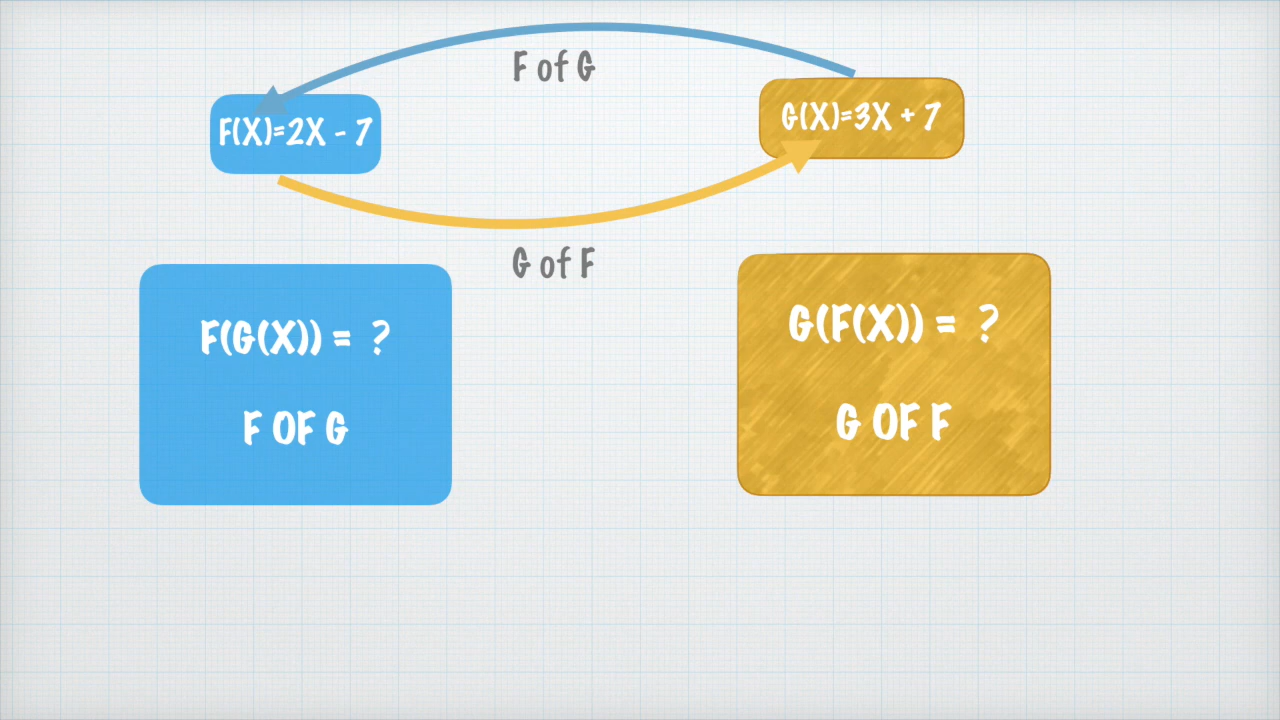 F of G
F(X)=2X - 7
G(X)=3X + 7
G of F
F(G(X)) = ?
F OF G
G(F(X)) = ?
G OF F